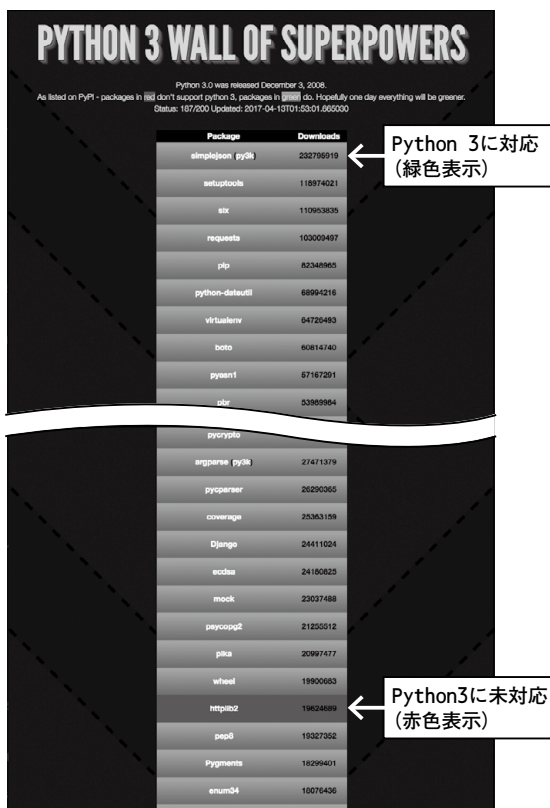 PYTHON 3 WALL OF SUPERPOWERS
Python 3.0 was released December 3, 2008.
As listed on PyPI - packages in red don't support python 3, packages in green do. Hopefully one day everything will be greener.
Status: 187/200 Updated: 2017-04-13T01:53:01.665030
Package Downloads
simplejson (py3k) 232795919
Python 3に対応
(緑色表示)
setuptools 118974021
six 110953835
requests 103009497
pip 82348965
python-dateutil 68994216
virtualenv 64726493
boto 60814740
pyasn1 57167291
pbr 53989984
pycrypto
argparse (py3k) 27471379
pycparser 26290365
coverage 25363159
Django 24411024
ecdsa 24180825
mock 23037488
psycopg2 21255512
pika 20997477
wheel 19900663
httplib2 19624689
Python3に未対応
(赤色表示)
pep8 19327352
Pygments 18299401
enum34 18076436